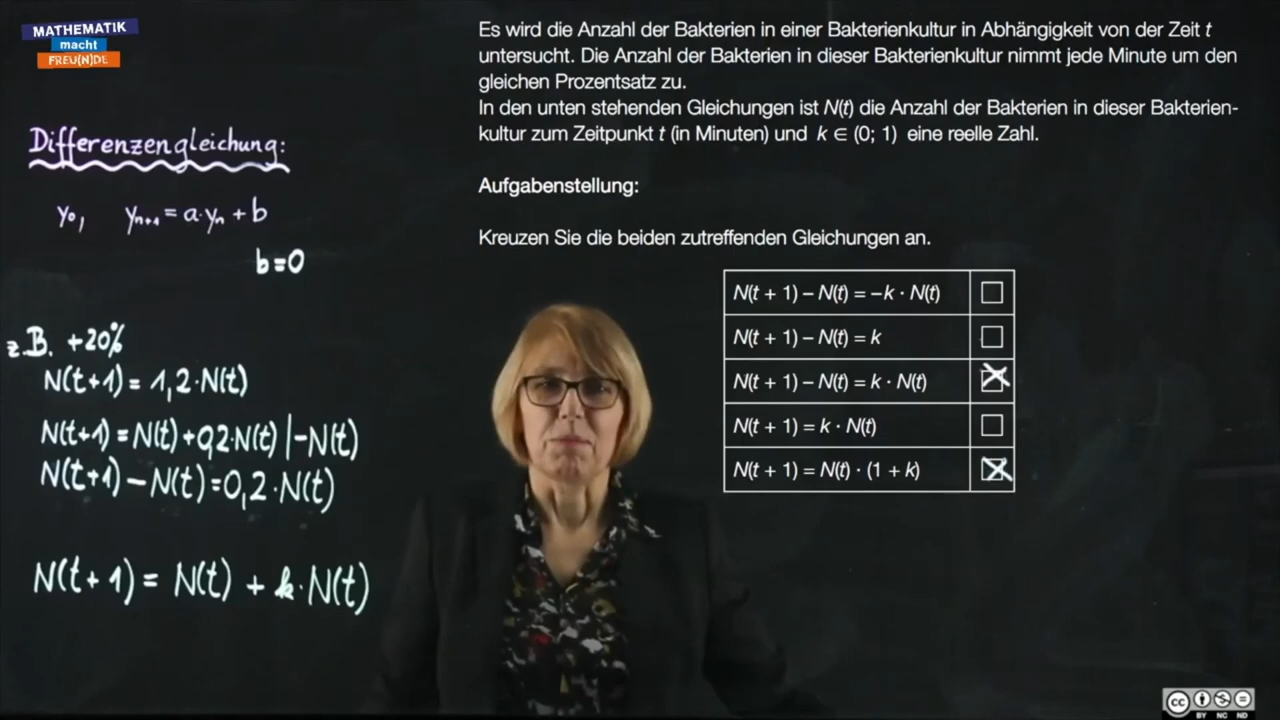 MATHEMATIK
macht
FREU(N)DE
Differenzengleichung:
y₀, yₙ₊₁ = a·yₙ + b
b=0
z.B. +20%
N(t+1) = 1,2·N(t)
N(t+1) = N(t) + 0,2·N(t) |-N(t)
N(t+1) - N(t) = 0,2·N(t)
N(t+1) = N(t) + k·N(t)
Es wird die Anzahl der Bakterien in einer Bakterienkultur in Abhängigkeit von der Zeit t
untersucht. Die Anzahl der Bakterien in dieser Bakterienkultur nimmt jede Minute um den
gleichen Prozentsatz zu.
In den unten stehenden Gleichungen ist N(t) die Anzahl der Bakterien in dieser Bakterien-
kultur zum Zeitpunkt t (in Minuten) und k ∈ (0; 1) eine reelle Zahl.
Aufgabenstellung:
Kreuzen Sie die beiden zutreffenden Gleichungen an.
N(t + 1) – N(t) = –k · N(t)
N(t + 1) – N(t) = k
N(t + 1) – N(t) = k · N(t)
N(t + 1) = k · N(t)
N(t + 1) = N(t) · (1 + k)
cc
BY NC ND